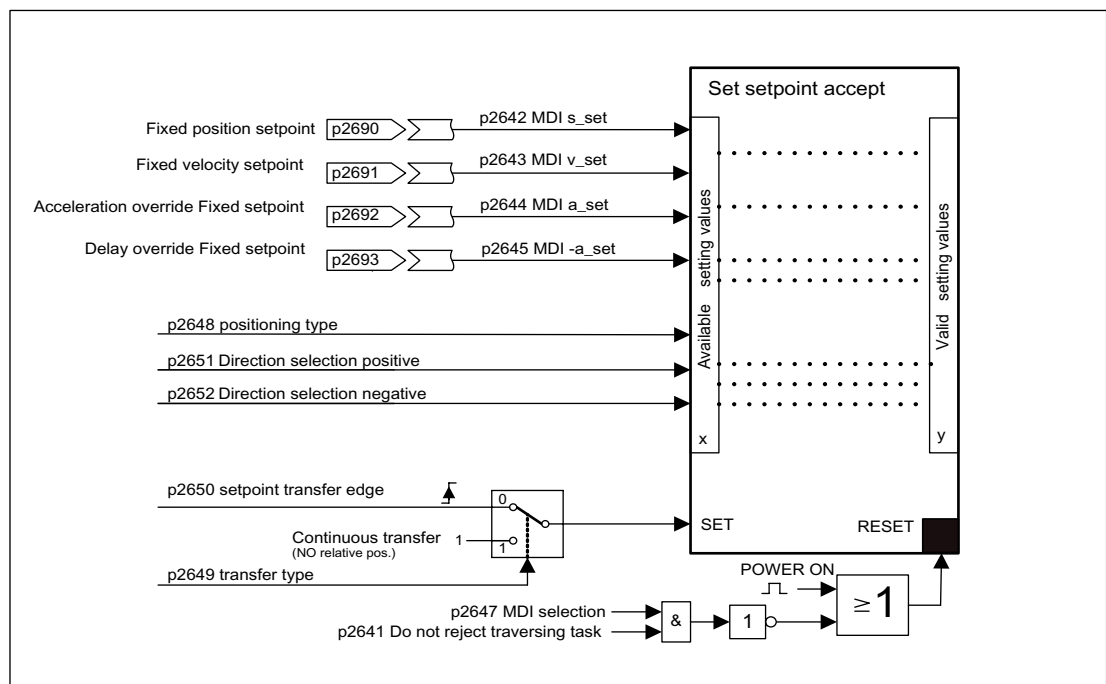 Set setpoint accept
Fixed position setpoint p2690 p2642 MDI s_set
Fixed velocity setpoint p2691 p2643 MDI v_set
Acceleration override Fixed setpoint p2692 p2644 MDI a_set
Delay override Fixed setpoint p2693 p2645 MDI -a_set
Available setting values
Valid setting values
p2648 positioning type
p2651 Direction selection positive
p2652 Direction selection negative
x y
p2650 setpoint transfer edge 0
SET RESET
Continuous transfer 1 1
(NO relative pos.)
p2649 transfer type
POWER ON
≥1
p2647 MDI selection
& 1
p2641 Do not reject traversing task